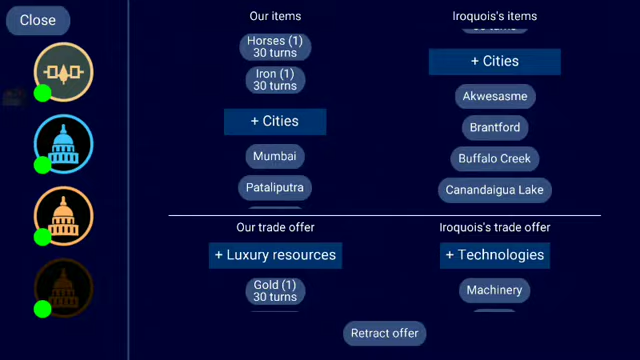 Close
Our items
Horses (1)
30 turns
Iron (1)
30 turns
+ Cities
Mumbai
Pataliputra
Iroquois's items
+ Cities
Akwesasme
Brantford
Buffalo Creek
Canandaigua Lake
Our trade offer
+ Luxury resources
Gold (1)
30 turns
Iroquois's trade offer
+ Technologies
Machinery
Retract offer